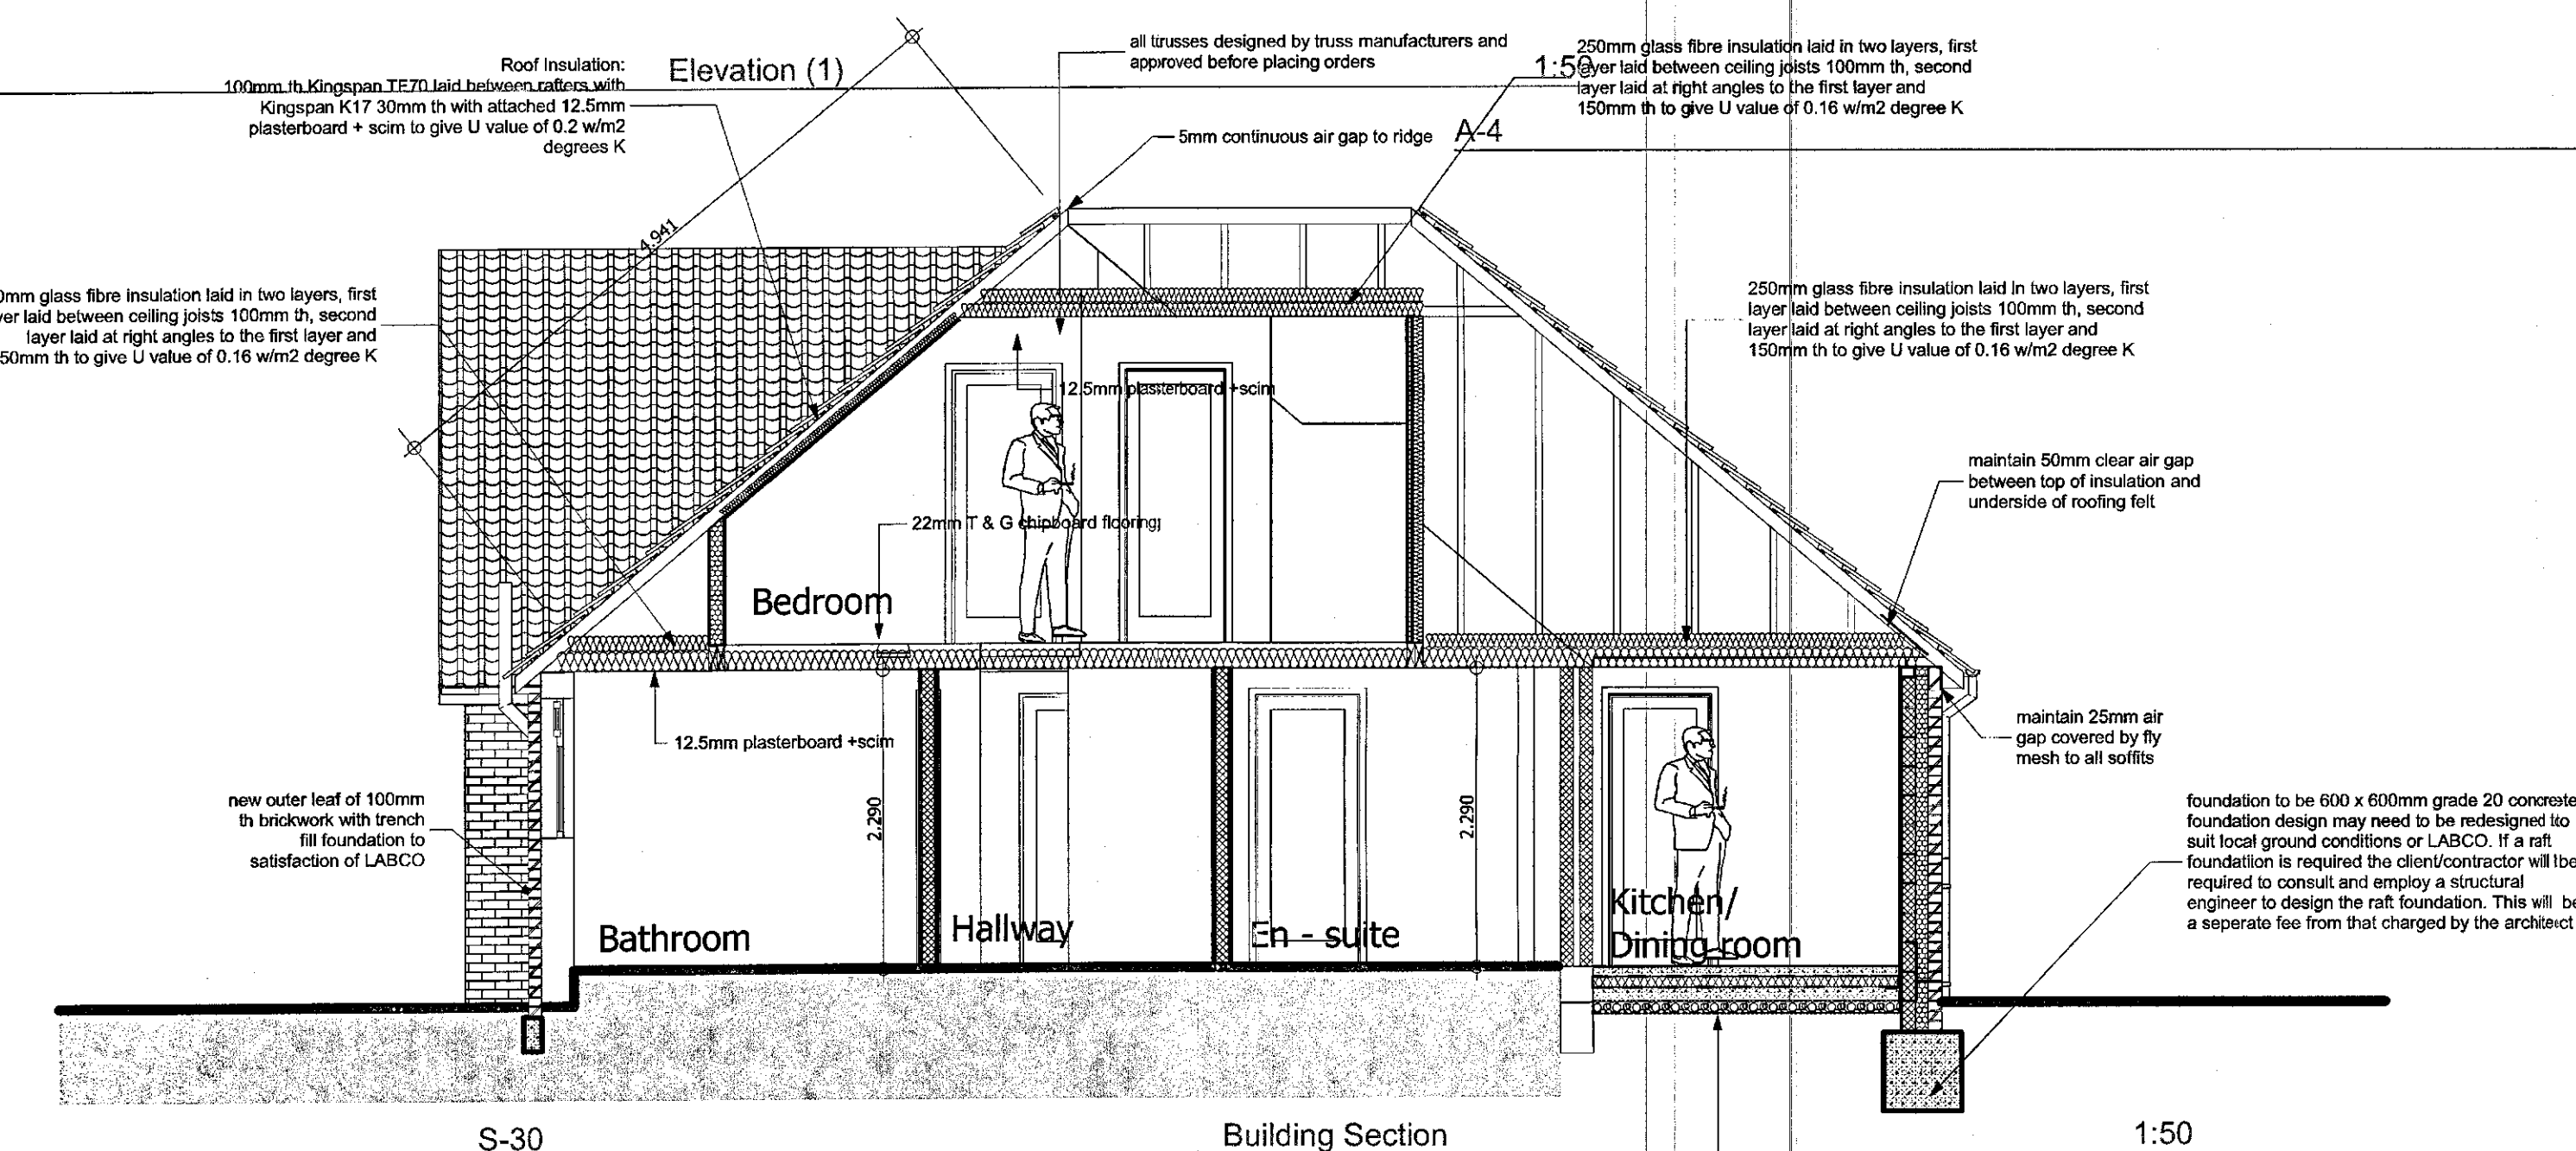 Roof Insulation:
100mm th Kingspan TF70 laid between rafters with
Kingspan K17 30mm th with attached 12.5mm
plasterboard + scim to give U value of 0.2 w/m2
degrees K
Elevation (1)
all trusses designed by truss manufacturers and
approved before placing orders
1:50
250mm glass fibre insulation laid in two layers, first
layer laid between ceiling joists 100mm th, second
layer laid at right angles to the first layer and
150mm th to give U value of 0.16 w/m2 degree K
5mm continuous air gap to ridge
A-4
4.941
0mm glass fibre insulation laid in two layers, first
er laid between ceiling joists 100mm th, second
layer laid at right angles to the first layer and
50mm th to give U value of 0.16 w/m2 degree K
250mm glass fibre insulation laid in two layers, first
layer laid between ceiling joists 100mm th, second
layer laid at right angles to the first layer and
150mm th to give U value of 0.16 w/m2 degree K
12.5mm plasterboard +scim
maintain 50mm clear air gap
between top of insulation and
underside of roofing felt
22mm T & G chipboard flooring
Bedroom
12.5mm plasterboard +scim
maintain 25mm air
gap covered by fly
mesh to all soffits
new outer leaf of 100mm
th brickwork with trench
fill foundation to
satisfaction of LABCO
2.290
2.290
foundation to be 600 x 600mm grade 20 concrete
foundation design may need to be redesigned to
suit local ground conditions or LABCO. If a raft
foundation is required the client/contractor will be
required to consult and employ a structural
engineer to design the raft foundation. This will be
a seperate fee from that charged by the architect
Bathroom
Hallway
En - suite
Kitchen/
Dining room
S-30
Building Section
1:50